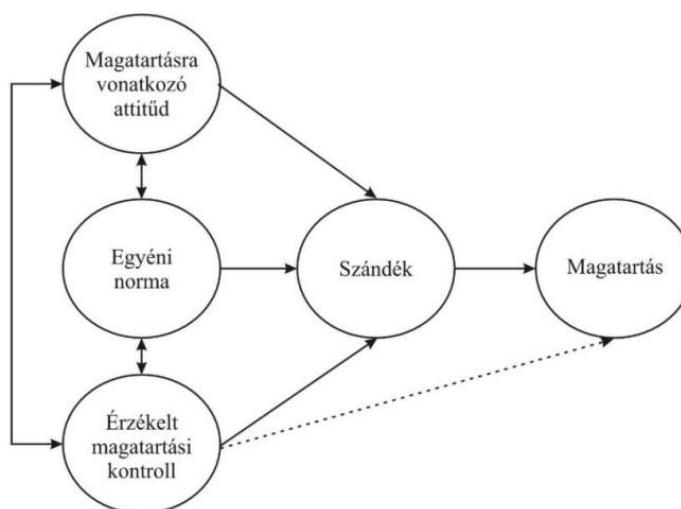 Magatartásra
vonatkozó
attitűd
Egyéni
norma
Szándék
Magatartás
Érzékelt
magatartási
kontroll